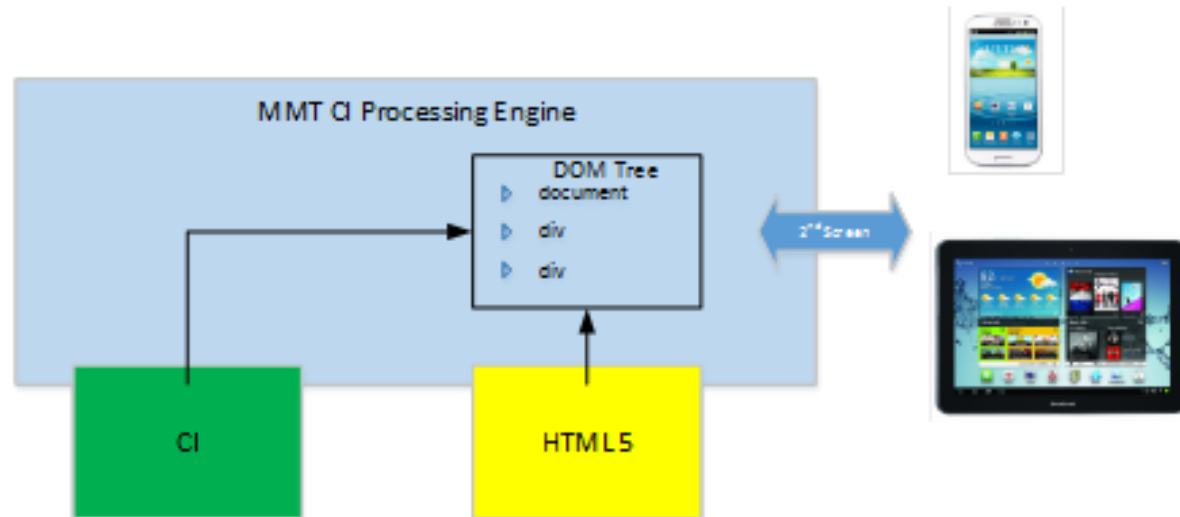 MMT CI Processing Engine
DOM Tree
document
div
div
2nd Screen
CI
HTML5